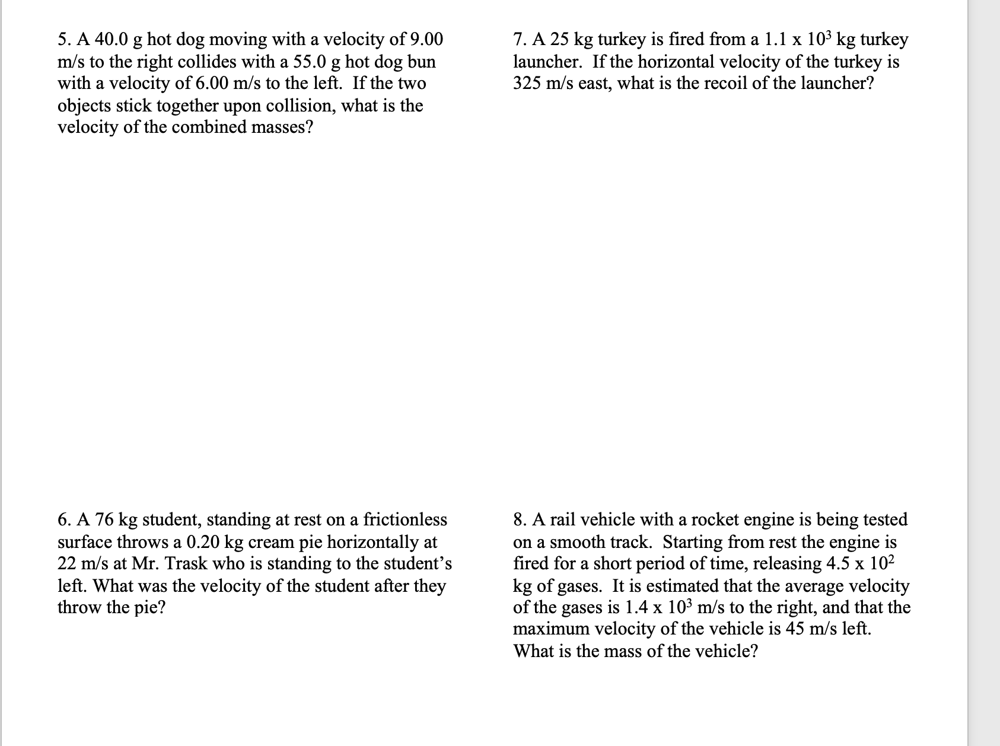 5. A 40.0 g hot dog moving with a velocity of 9.00
m/s to the right collides with a 55.0 g hot dog bun
with a velocity of 6.00 m/s to the left.  If the two
objects stick together upon collision, what is the
velocity of the combined masses?
6. A 76 kg student, standing at rest on a frictionless
surface throws a 0.20 kg cream pie horizontally at
22 m/s at Mr. Trask who is standing to the student’s
left. What was the velocity of the student after they
throw the pie?
7. A 25 kg turkey is fired from a 1.1 x 10³ kg turkey
launcher.  If the horizontal velocity of the turkey is
325 m/s east, what is the recoil of the launcher?
8. A rail vehicle with a rocket engine is being tested
on a smooth track.  Starting from rest the engine is
fired for a short period of time, releasing 4.5 x 10²
kg of gases.  It is estimated that the average velocity
of the gases is 1.4 x 10³ m/s to the right, and that the
maximum velocity of the vehicle is 45 m/s left.
What is the mass of the vehicle?